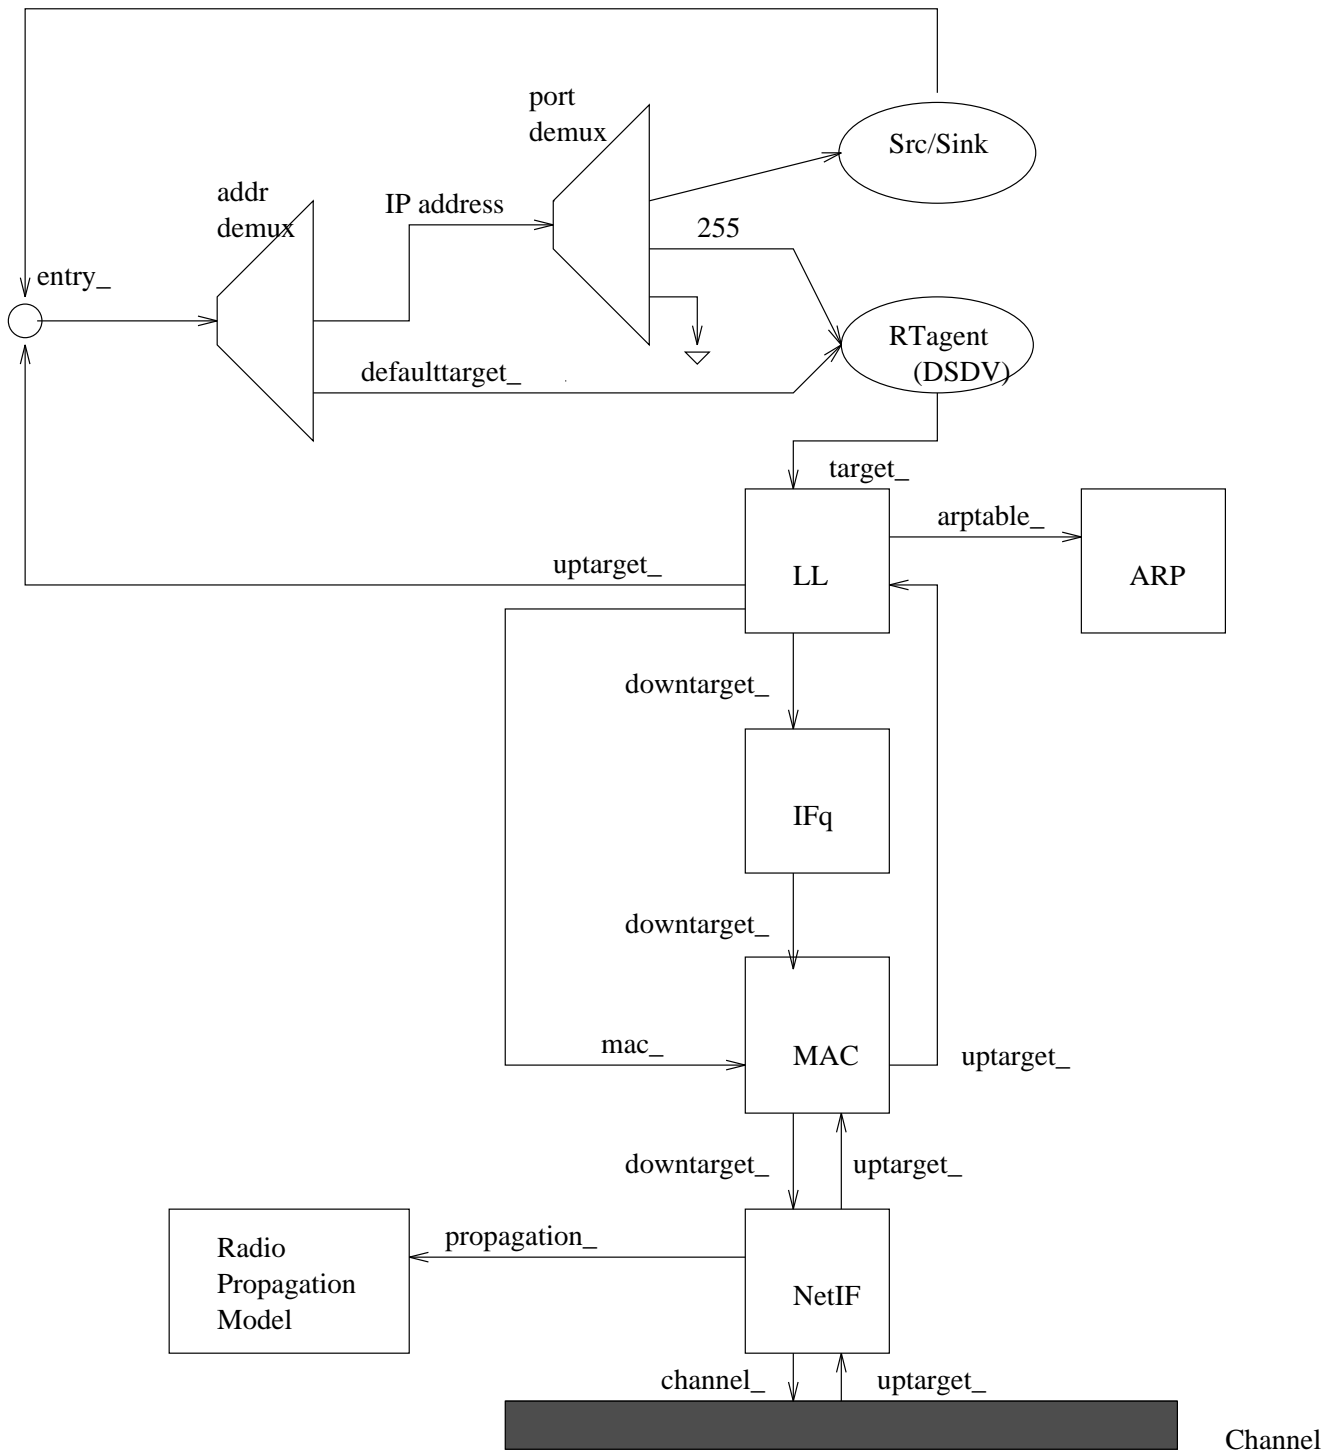 port
demux
Src/Sink
addr
demux
IP address
255
entry_
RTagent
(DSDV)
defaulttarget_
target_
arptable_
uptarget_
LL
ARP
downtarget_
IFq
downtarget_
mac_
MAC
uptarget_
downtarget_
uptarget_
propagation_
Radio
Propagation
Model
NetIF
channel_
uptarget_
Channel